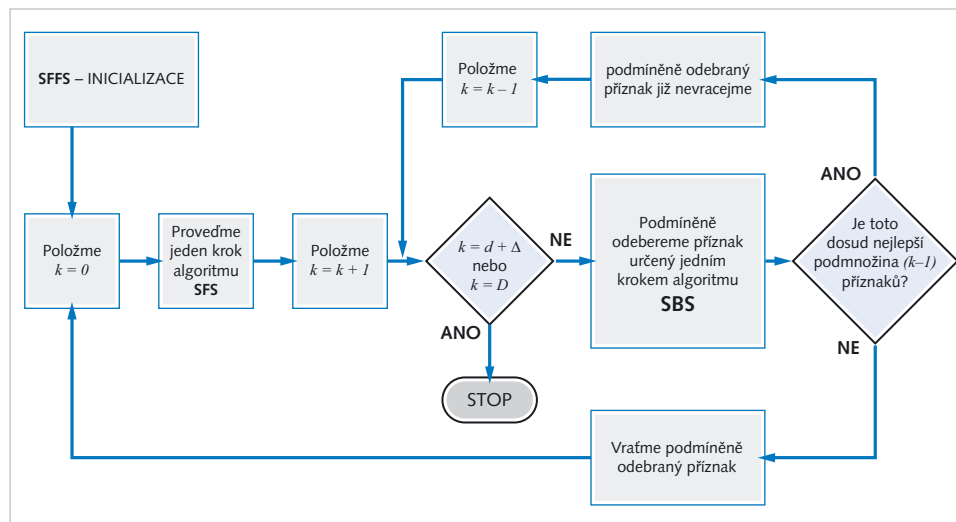 SFFS – INICIALIZACE
Položme
k = k – 1
podmíněně odebraný
příznak již nevracejme
ANO
Položme
k = 0
Proveďme
jeden krok
algoritmu
SFS
Položme
k = k + 1
k = d + Δ
nebo
k = D
NE
Podmíněně
odebereme příznak
určený jedním
krokem algoritmu
SBS
Je toto
dosud nejlepší
podmnožina (k–1)
příznaků?
ANO
NE
STOP
Vraťme podmíněně
odebraný příznak